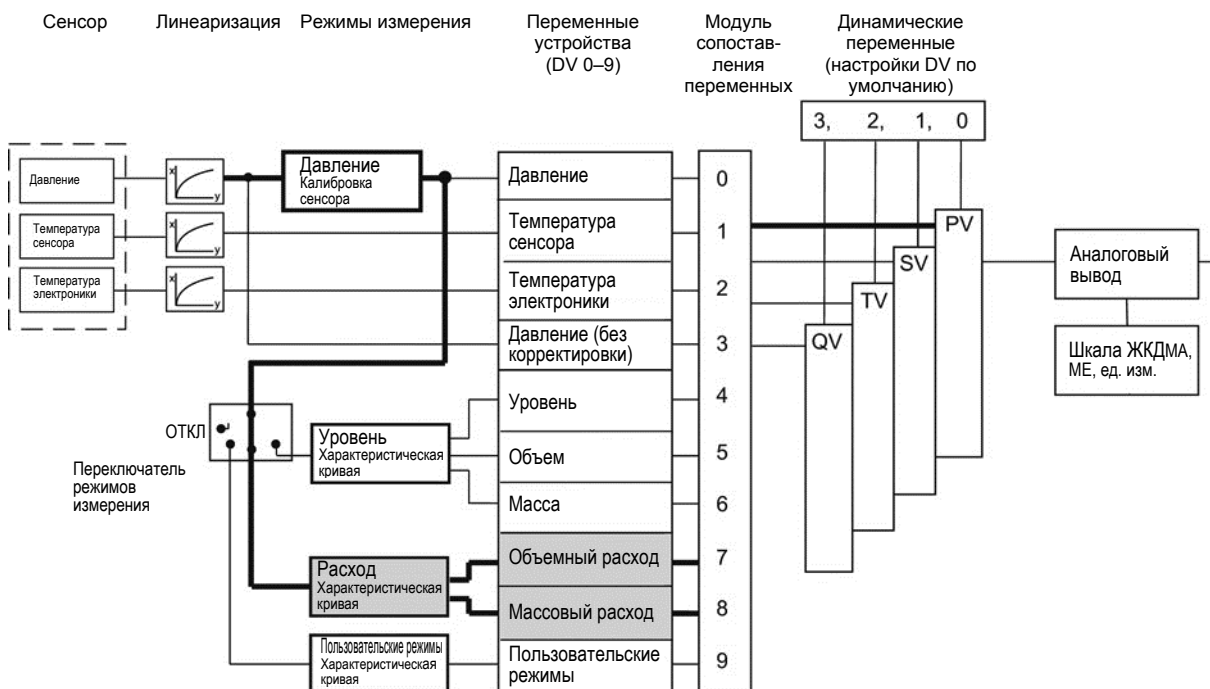 Сенсор
Линеаризация
Режимы измерения
Переменные
устройства
(DV 0–9)
Модуль
сопостав-
ления
переменных
Динамические
переменные
(настройки DV по
умолчанию)
3, 2, 1, 0
Давление
x
y
Давление
Калибровка
сенсора
Давление
0
Температура
сенсора
x
y
Температура
сенсора
1
Температура
электроники
x
y
Температура
электроники
2
Давление (без
корректировки)
3
PV
SV
TV
QV
Аналоговый
вывод
Шкала ЖКДМА,
МЕ, ед. изм.
ОТКЛ
Переключатель
режимов
измерения
Уровень
Характеристическая
кривая
Уровень
4
Объем
5
Масса
6
Расход
Характеристическая
кривая
Объемный расход
7
Массовый расход
8
Пользовательские режимы
Характеристическая
кривая
Пользовательские
режимы
9